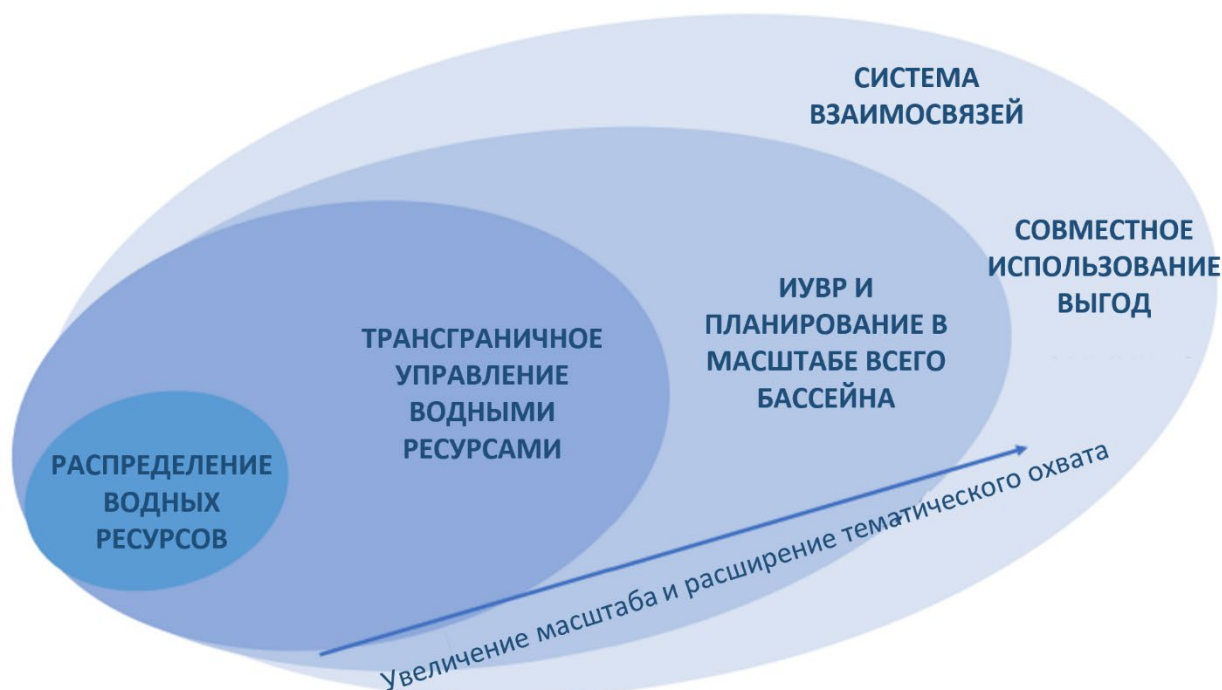 СИСТЕМА
ВЗАИМОСВЯЗЕЙ
СОВМЕСТНОЕ
ИСПОЛЬЗОВАНИЕ
ВЫГОД
ИУВР И
ПЛАНИРОВАНИЕ В
МАСШТАБЕ ВСЕГО
БАССЕЙНА
ТРАНСГРАНИЧНОЕ
УПРАВЛЕНИЕ
ВОДНЫМИ
РЕСУРСАМИ
РАСПРЕДЕЛЕНИЕ
ВОДНЫХ
РЕСУРСОВ
Увеличение масштаба и расширение тематического охвата